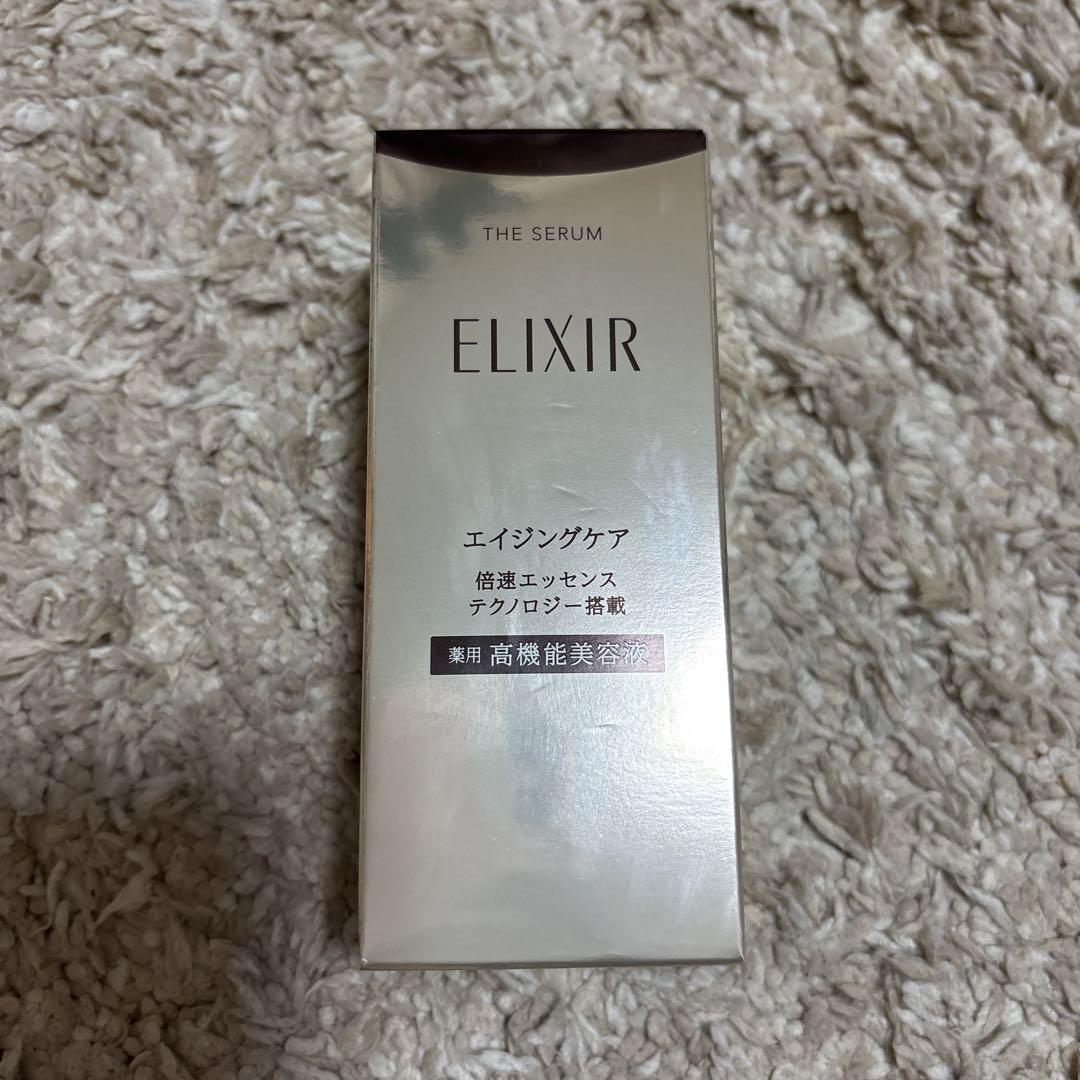 THE SERUM
ELIXIR
エイジングケア
倍速エッセンス
テクノロジー搭載
薬用 高機能美容液